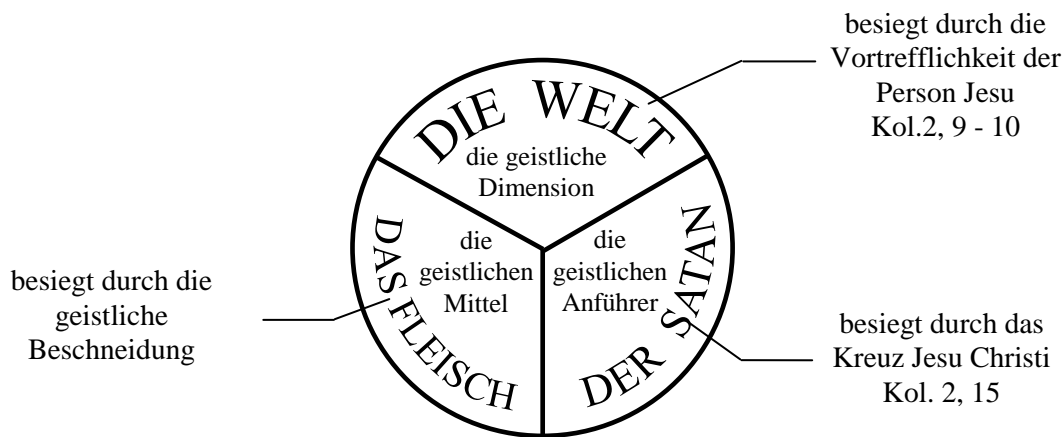 besiegt durch die
Vortrefflichkeit der
Person Jesu
Kol.2, 9 - 10
DIE WELT
die geistliche
Dimension
DAS FLEISCH
die
geistlichen
Mittel
die
geistlichen
Anführer
DER SATAN
besiegt durch die
geistliche
Beschneidung
besiegt durch das
Kreuz Jesu Christi
Kol. 2, 15